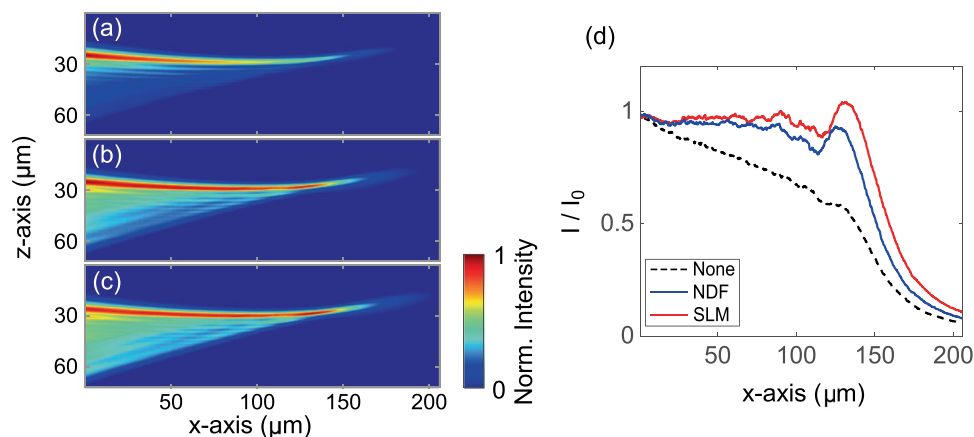 (a)
30
60
(b)
30
60
(c)
30
60
z-axis (µm)
50
100
150
200
x-axis (µm)
1
0
Norm. Intensity
(d)
1
0.5
0
I / I0
None
NDF
SLM
50
100
150
200
x-axis (µm)